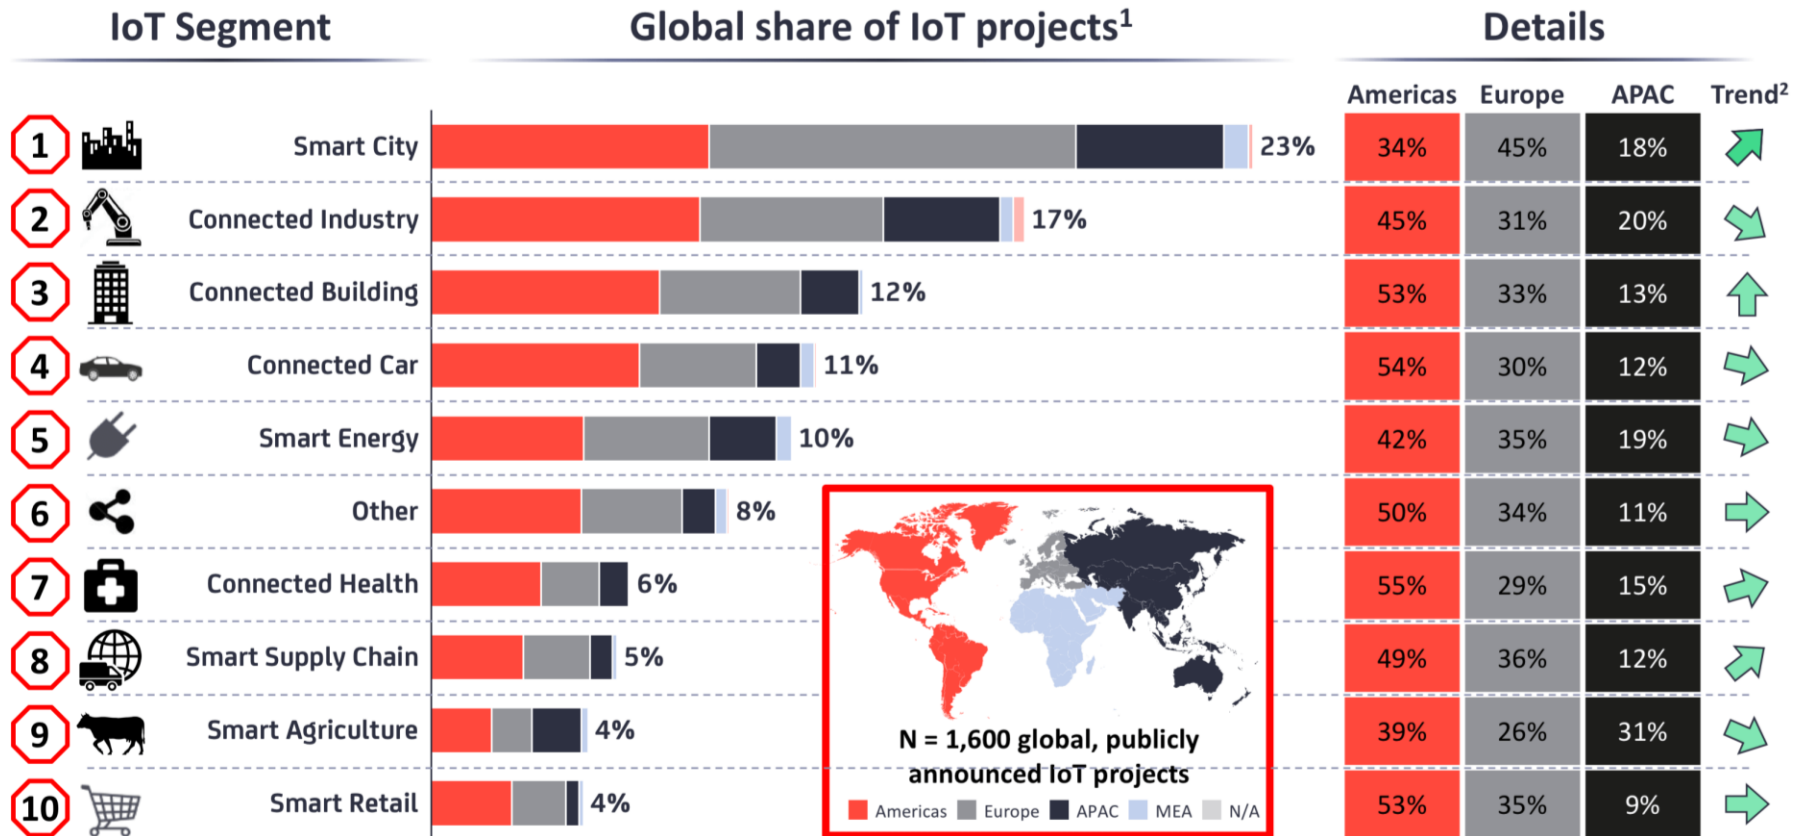 IoT Segment Global share of IoT projects¹ Details
Americas Europe APAC Trend²
1 Smart City 23% 34% 45% 18%
2 Connected Industry 17% 45% 31% 20%
3 Connected Building 12% 53% 33% 13%
4 Connected Car 11% 54% 30% 12%
5 Smart Energy 10% 42% 35% 19%
6 Other 8% 50% 34% 11%
7 Connected Health 6% 55% 29% 15%
8 Smart Supply Chain 5% 49% 36% 12%
9 Smart Agriculture 4% 39% 26% 31%
10 Smart Retail 4% 53% 35% 9%
N = 1,600 global, publicly
announced IoT projects
Americas Europe APAC MEA N/A